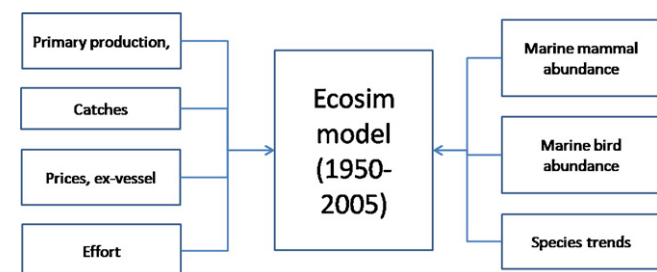 Primary production,
Catches
Prices, ex-vessel
Effort
Ecosim
model
(1950-
2005)
Marine mammal
abundance
Marine bird
abundance
Species trends